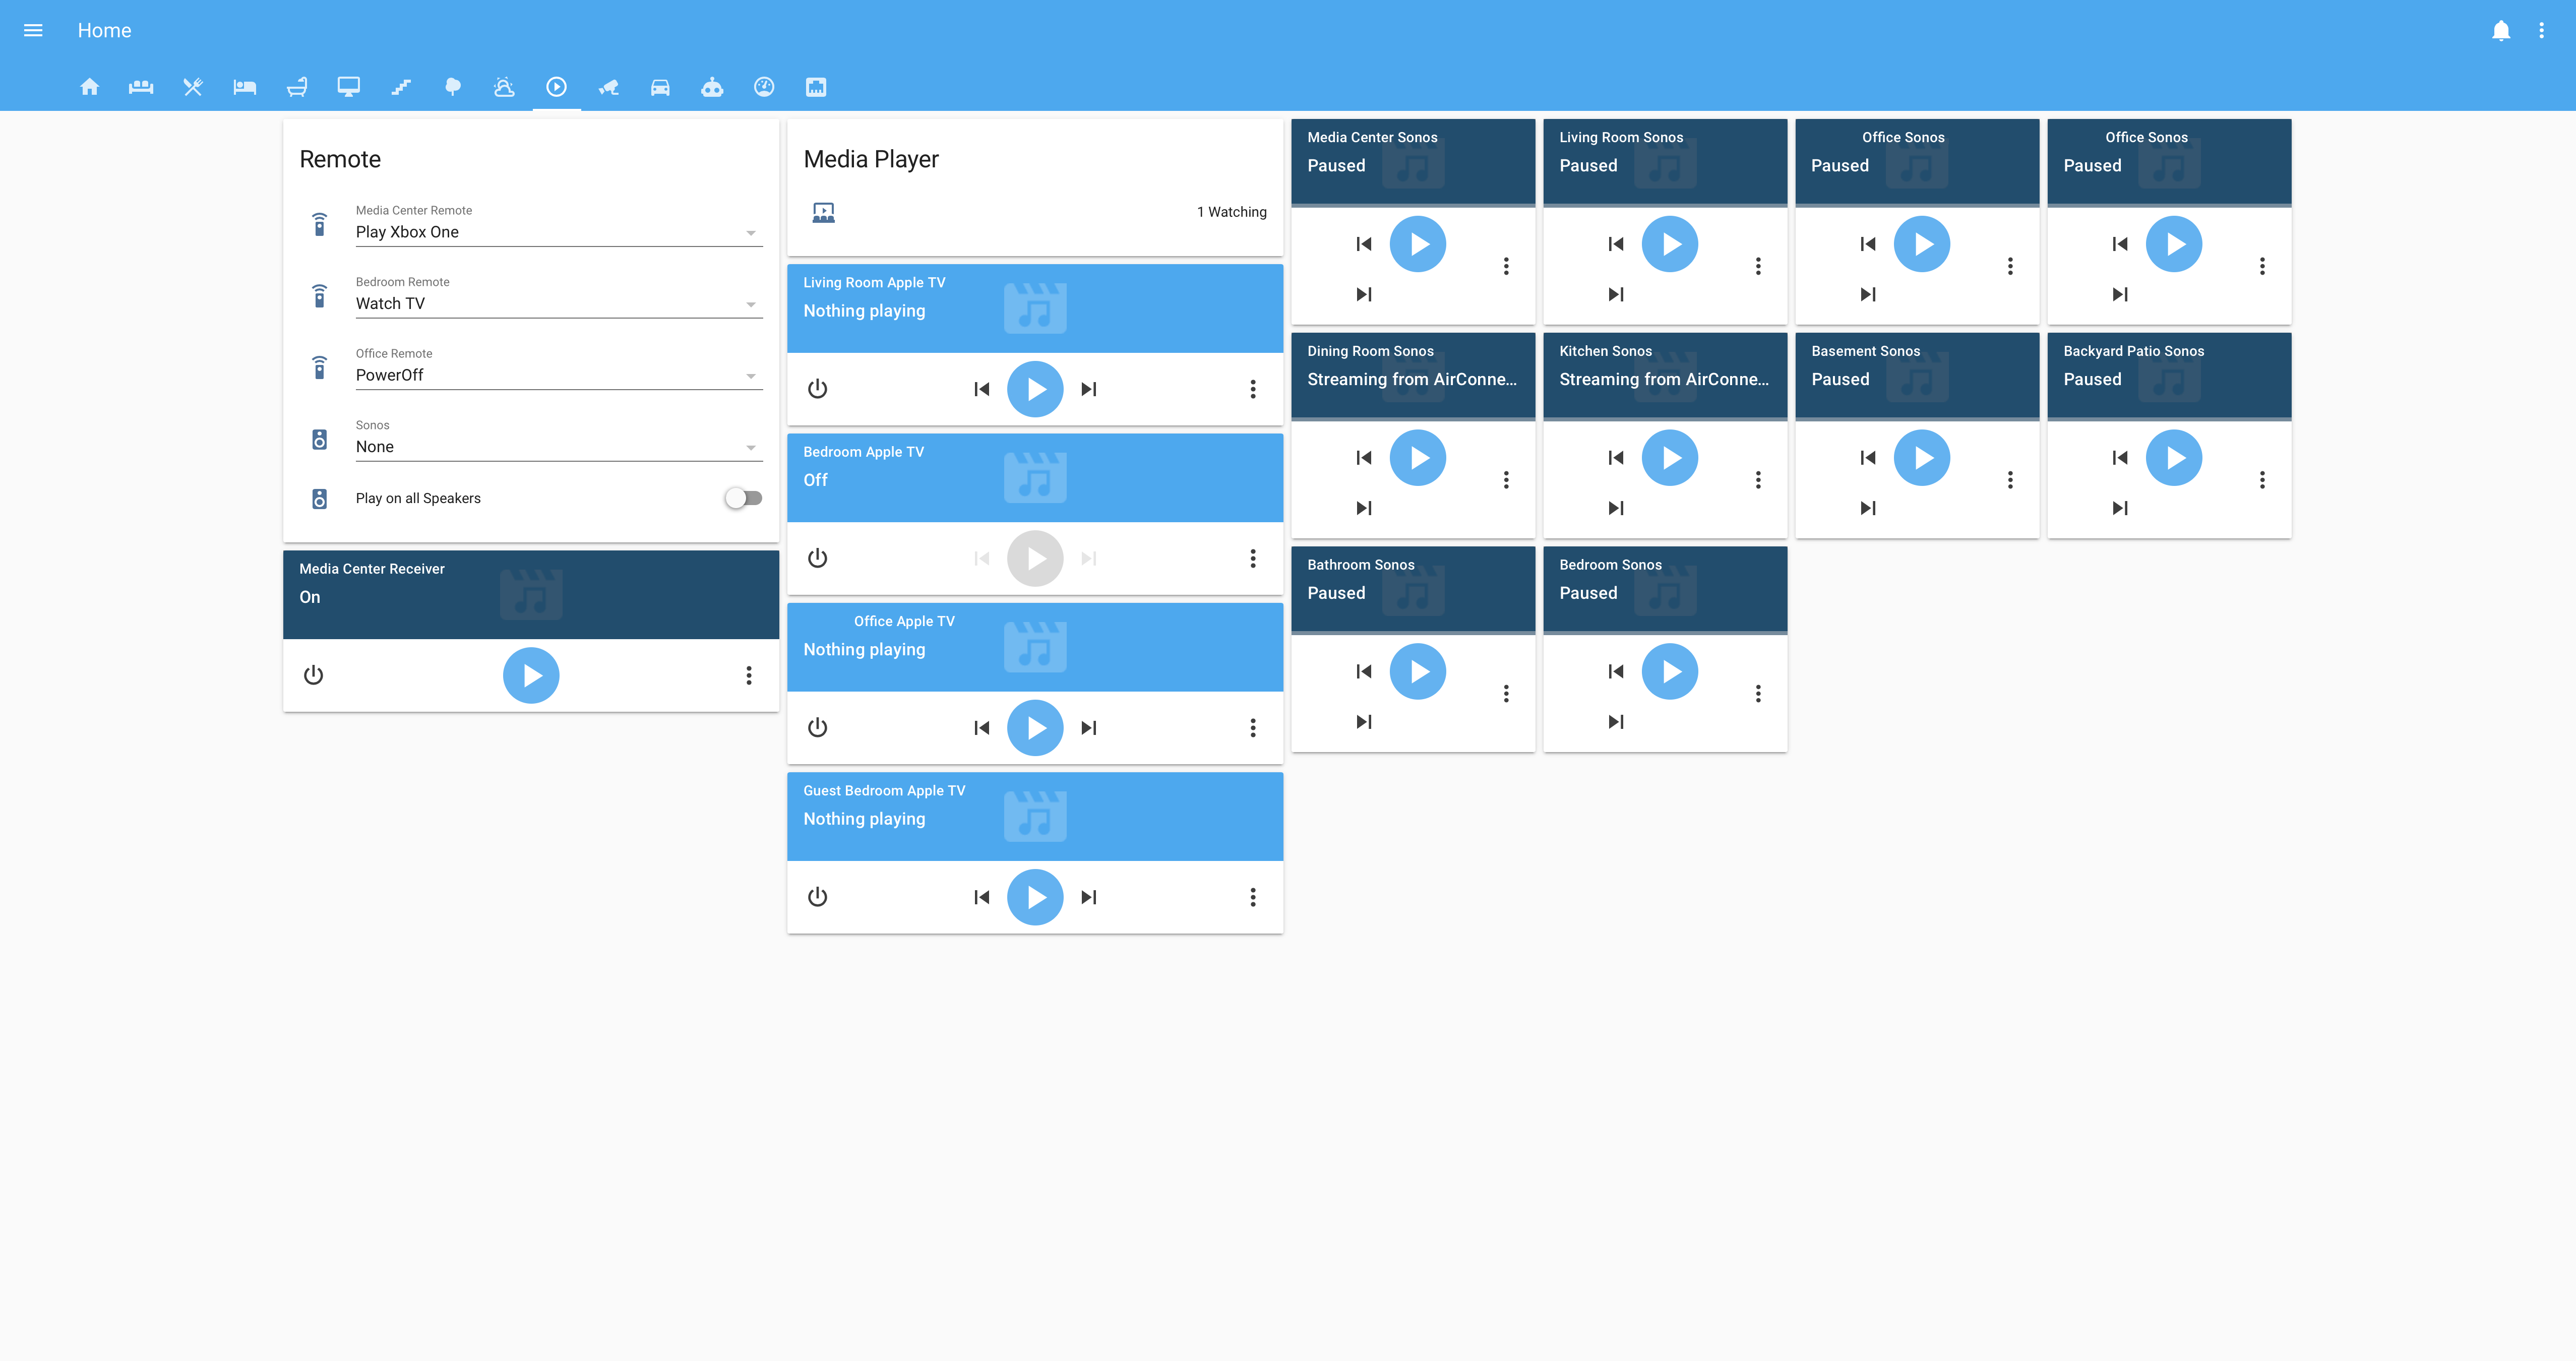 Home
Remote
Media Center Remote
Play Xbox One
Bedroom Remote
Watch TV
Office Remote
PowerOff
Sonos
None
Play on all Speakers
Media Center Receiver
On
Media Player
1 Watching
Living Room Apple TV
Nothing playing
Bedroom Apple TV
Off
Office Apple TV
Nothing playing
Guest Bedroom Apple TV
Nothing playing
Media Center Sonos
Paused
Living Room Sonos
Paused
Office Sonos
Paused
Office Sonos
Paused
Dining Room Sonos
Streaming from AirConne...
Kitchen Sonos
Streaming from AirConne...
Basement Sonos
Paused
Backyard Patio Sonos
Paused
Bathroom Sonos
Paused
Bedroom Sonos
Paused